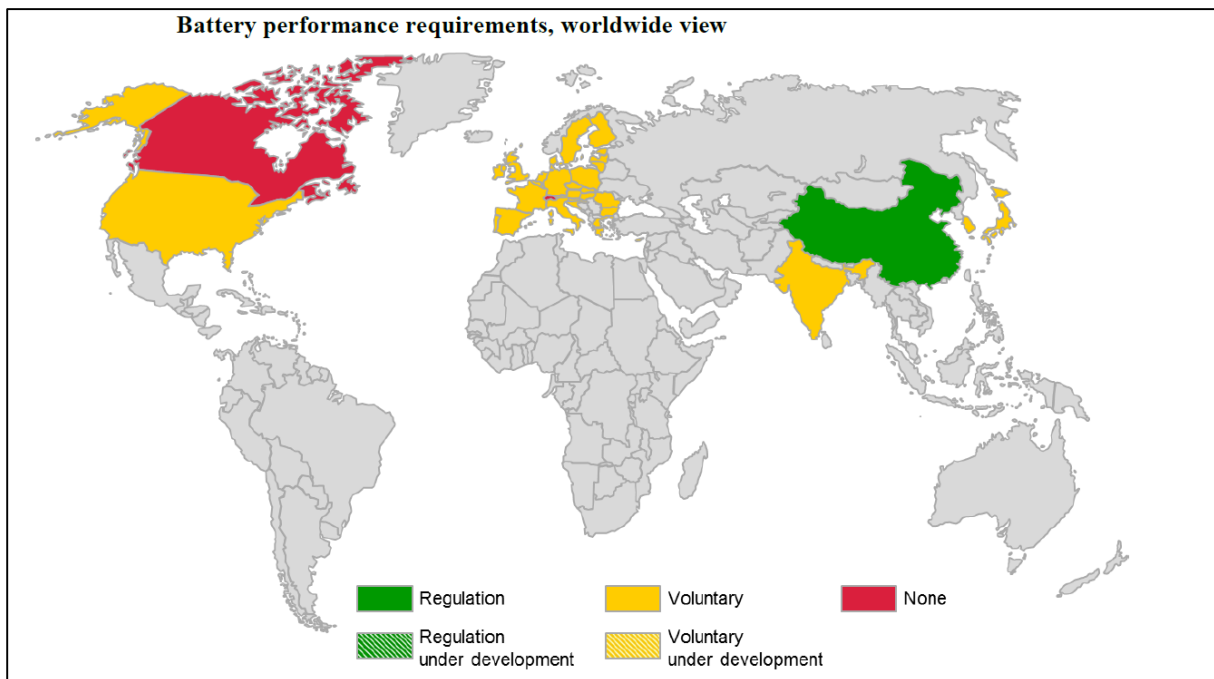 Battery performance requirements, worldwide view
Regulation
Voluntary
None
Regulation
under development
Voluntary
under development